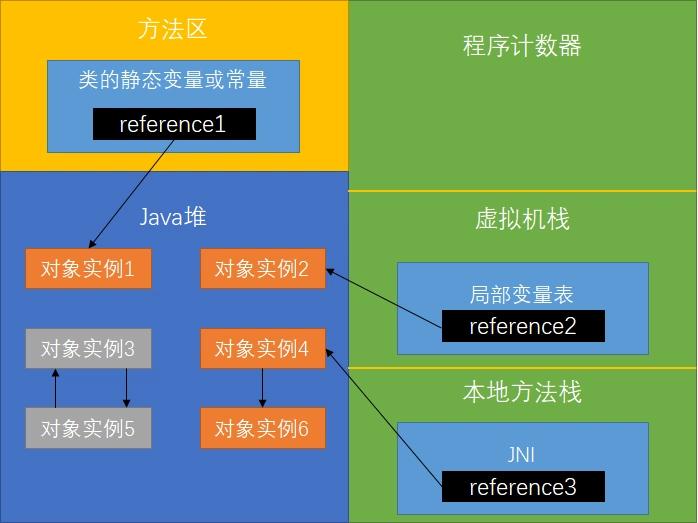 方法区
类的静态变量或常量
reference1
程序计数器
Java堆
对象实例1
对象实例2
对象实例3
对象实例4
对象实例5
对象实例6
虚拟机栈
局部变量表
reference2
本地方法栈
JNI
reference3